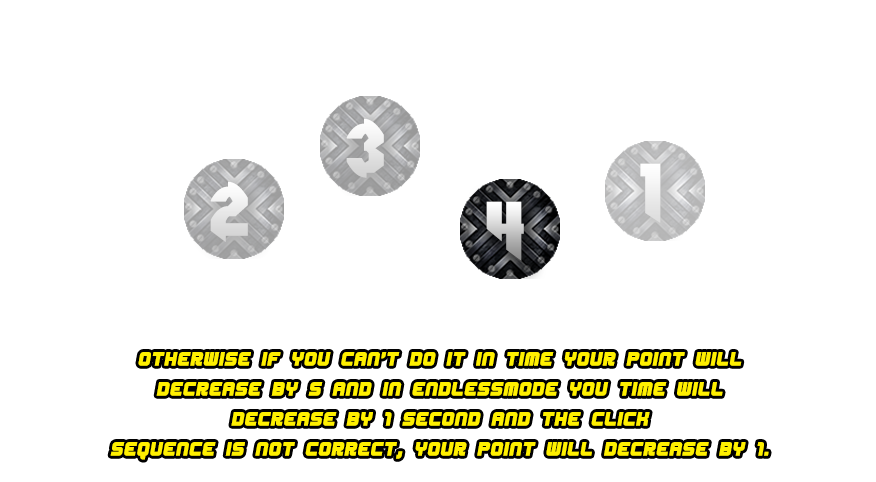 2
3
4
1
OTHERWISE IF YOU CAN'T DO IT IN TIME YOUR POINT WILL
DECREASE BY 5 AND IN ENDLESSMODE YOU TIME WILL
DECREASE BY 1 SECOND AND THE CLICK
SEQUENCE IS NOT CORRECT, YOUR POINT WILL DECREASE BY 1.